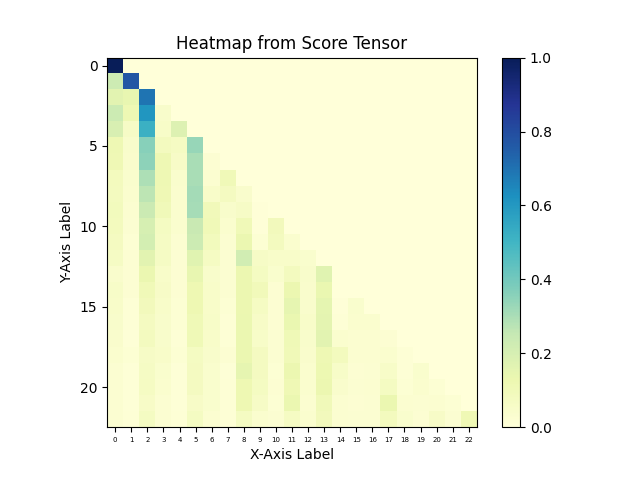 Heatmap from Score Tensor
0
5
10
15
20
Y-Axis Label
0 1 2 3 4 5 6 7 8 9 10 11 12 13 14 15 16 17 18 19 20 21 22
X-Axis Label
1.0
0.8
0.6
0.4
0.2
0.0